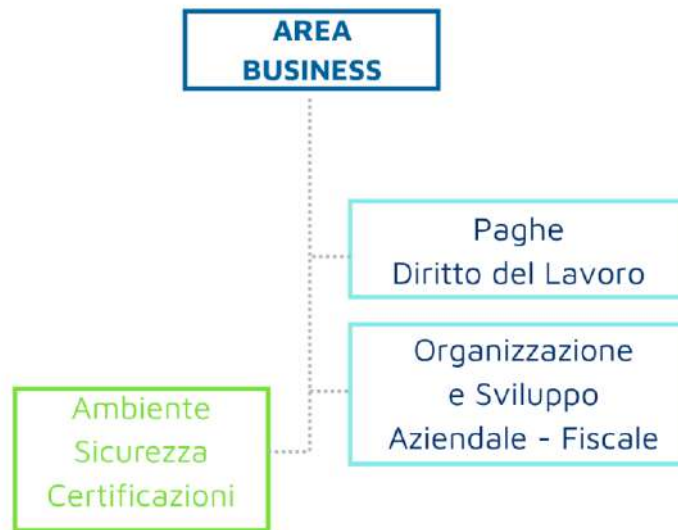 AREA
BUSINESS
Paghe
Diritto del Lavoro
Organizzazione
e Sviluppo
Aziendale - Fiscale
Ambiente
Sicurezza
Certificazioni